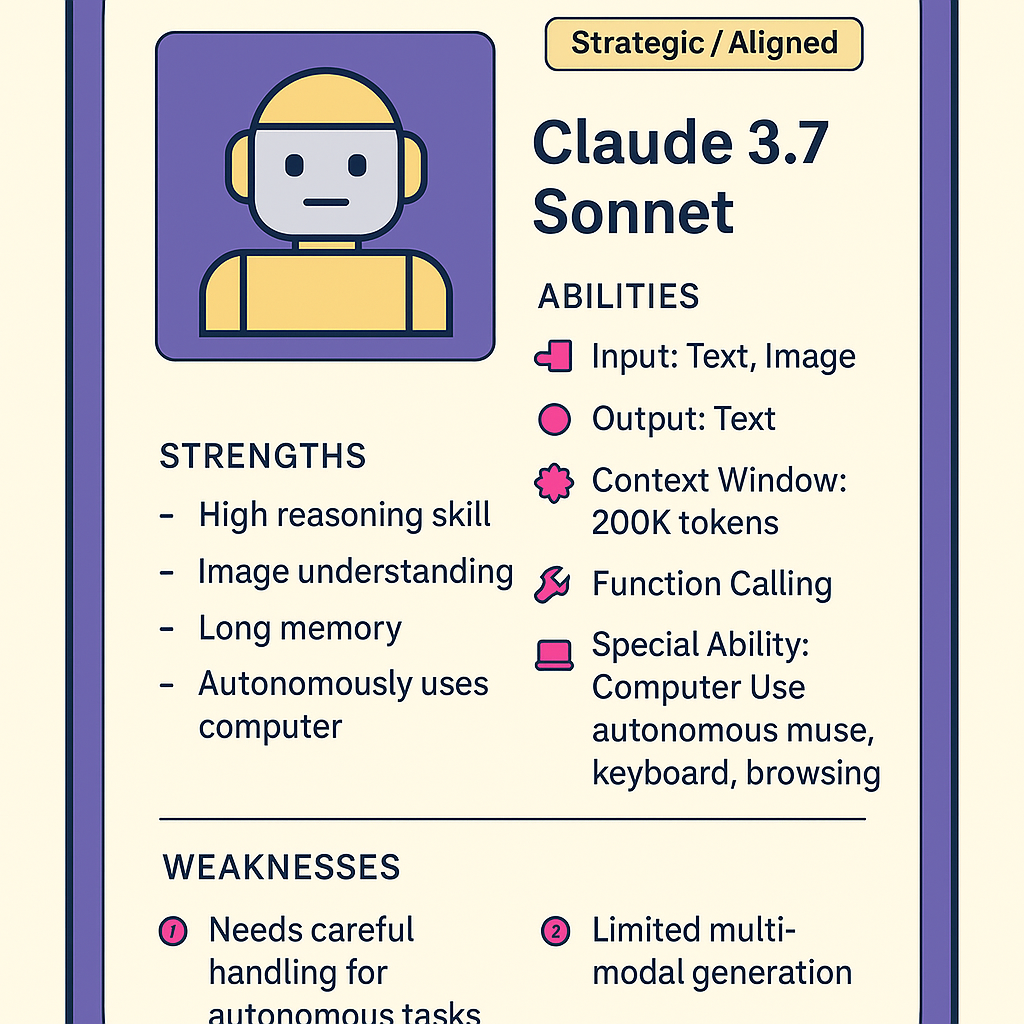 Strategic / Aligned
Claude 3.7
Sonnet
ABILITIES
Input: Text, Image
Output: Text
Context Window:
200K tokens
Function Calling
Special Ability:
Computer Use
autonomous muse,
keyboard, browsing
STRENGTHS
– High reasoning skill
– Image understanding
– Long memory
– Autonomously uses
computer
WEAKNESSES
1 Needs careful
handling for
autonomous tasks
2 Limited multi-
modal generation